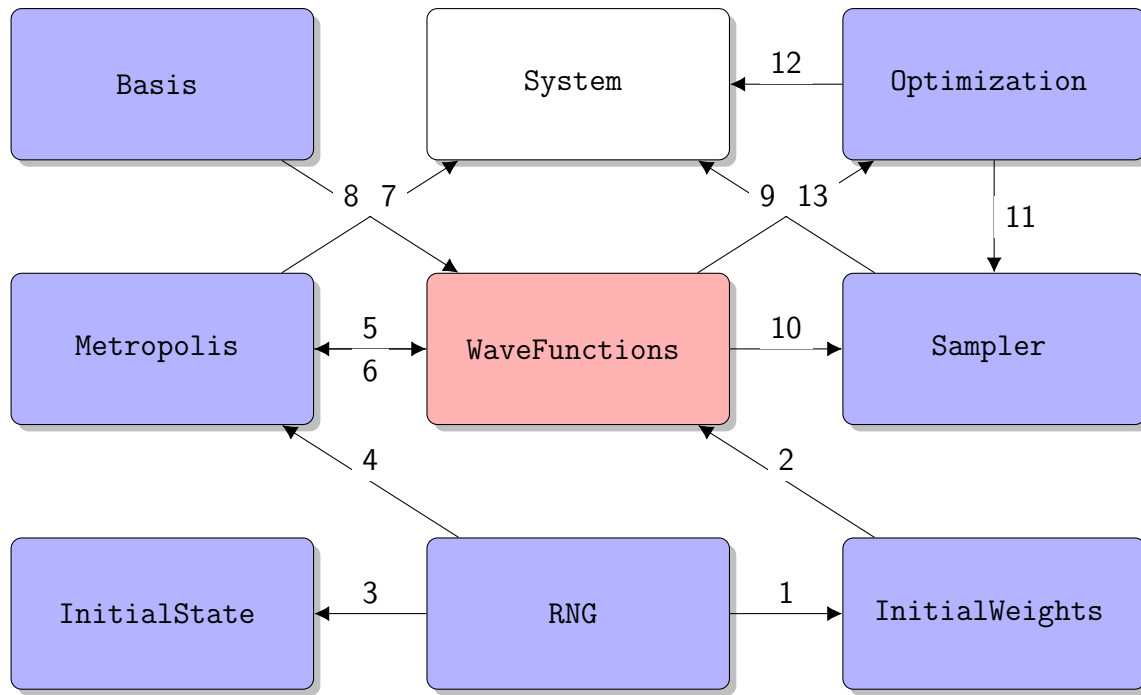 Basis
System
12
Optimization
8
7
9
13
11
Metropolis
5
6
WaveFunctions
10
Sampler
4
2
InitialState
3
RNG
1
InitialWeights